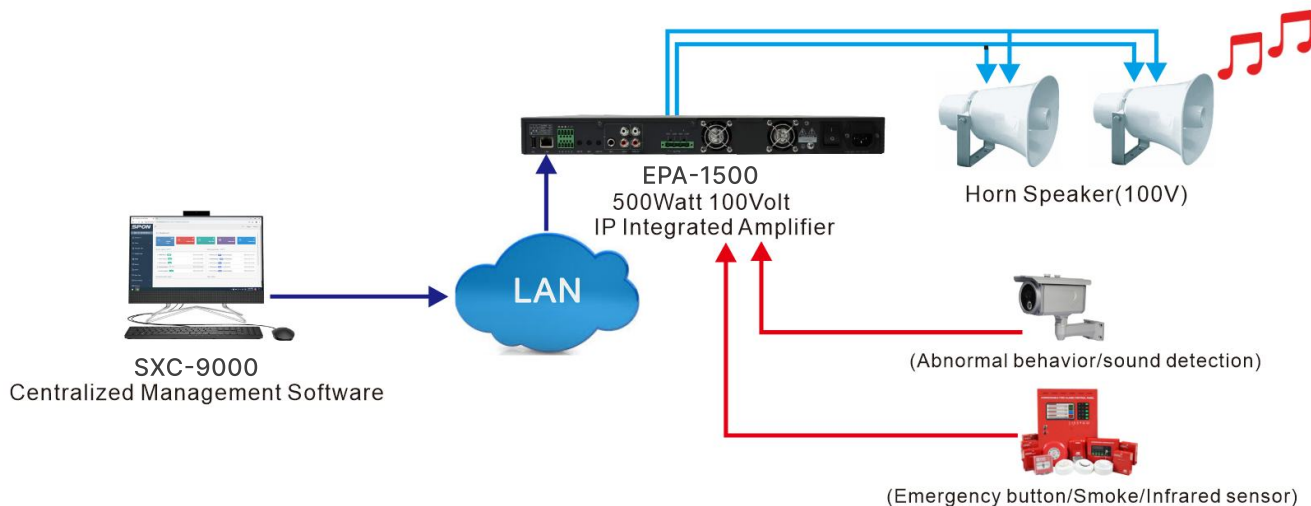 EPA-1500
500Watt 100Volt
IP Integrated Amplifier
Horn Speaker(100V)
SPON
LAN
SXC-9000
Centralized Management Software
(Abnormal behavior/sound detection)
(Emergency button/Smoke/Infrared sensor)